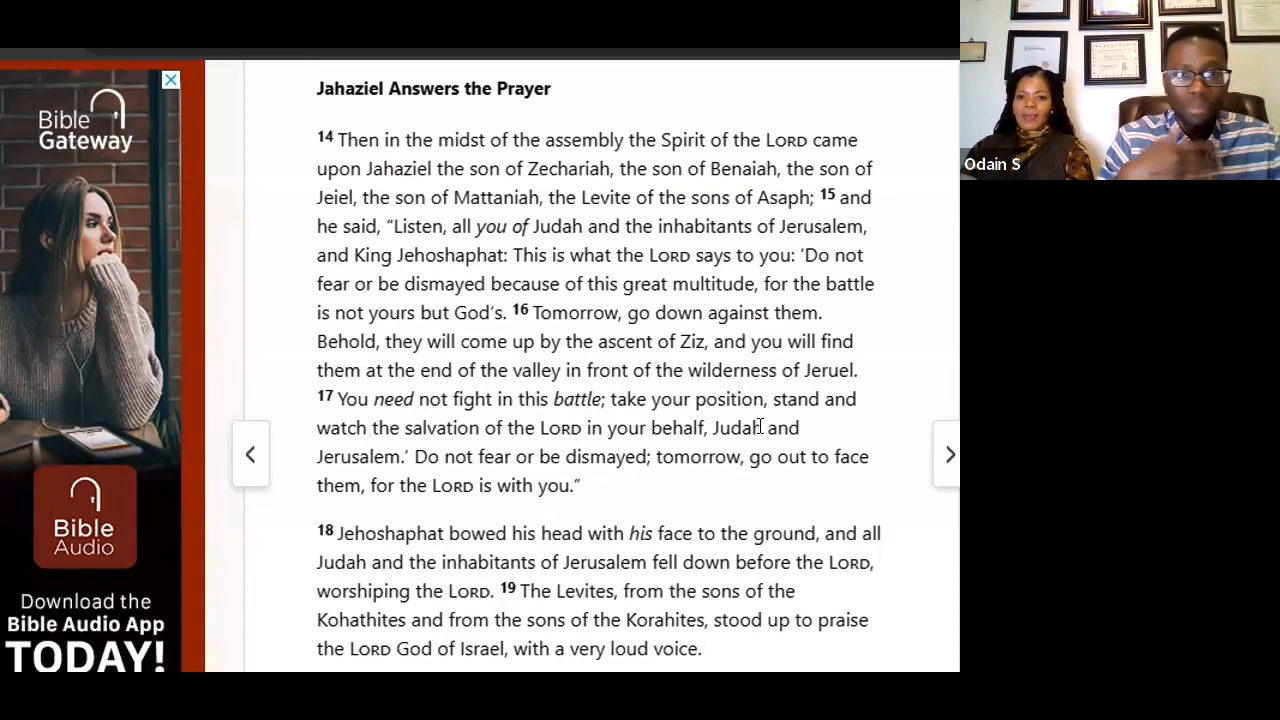 Bible
Gateway
Bible
Audio
Download the
Bible Audio App
TODAY!
Jahaziel Answers the Prayer
14 Then in the midst of the assembly the Spirit of the LORD came
upon Jahaziel the son of Zechariah, the son of Benaiah, the son of
Jeiel, the son of Mattaniah, the Levite of the sons of Asaph; 15 and
he said, “Listen, all you of Judah and the inhabitants of Jerusalem,
and King Jehoshaphat: This is what the LORD says to you: ‘Do not
fear or be dismayed because of this great multitude, for the battle
is not yours but God’s. 16 Tomorrow, go down against them.
Behold, they will come up by the ascent of Ziz, and you will find
them at the end of the valley in front of the wilderness of Jeruel.
17 You need not fight in this battle; take your position, stand and
watch the salvation of the LORD in your behalf, Judah and
Jerusalem.’ Do not fear or be dismayed; tomorrow, go out to face
them, for the LORD is with you.”
18 Jehoshaphat bowed his head with his face to the ground, and all
Judah and the inhabitants of Jerusalem fell down before the LORD,
worshiping the LORD. 19 The Levites, from the sons of the
Kohathites and from the sons of the Korahites, stood up to praise
the LORD God of Israel, with a very loud voice.
Odain S